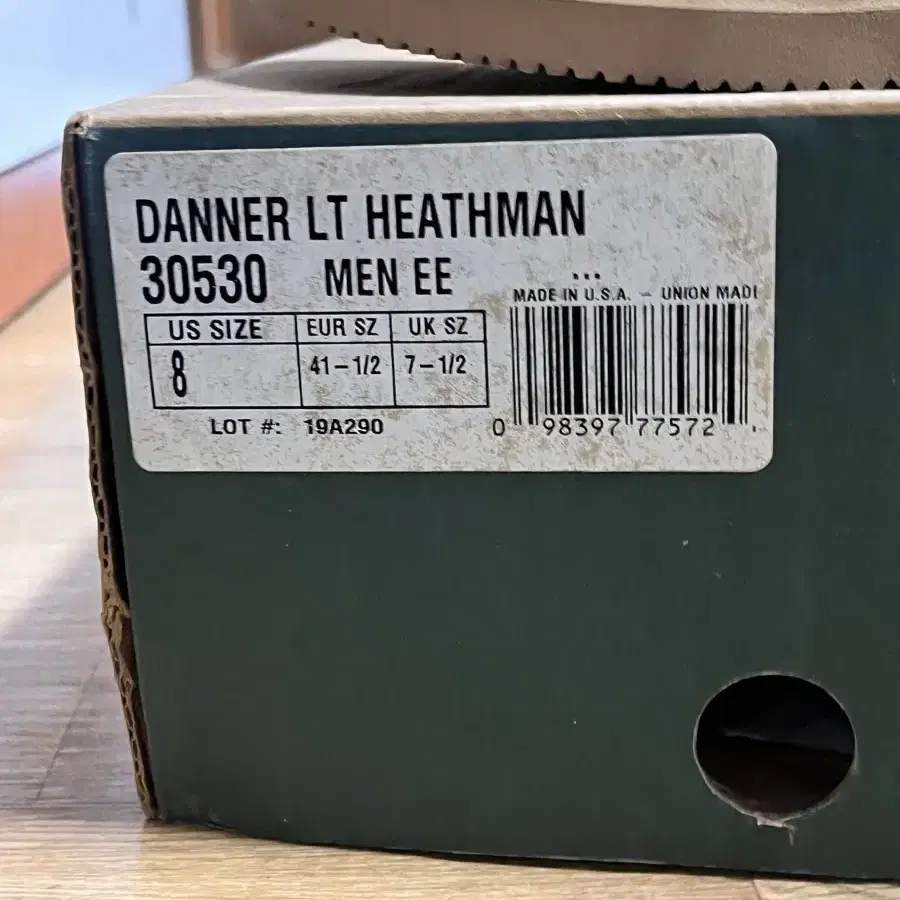 DANNER LT HEATHMAN
30530 MEN EE
...
MADE IN U.S.A. - UNION MADE
US SIZE EUR SZ UK SZ
8 41-1/2 7-1/2
LOT #: 19A290
0 98397 77572